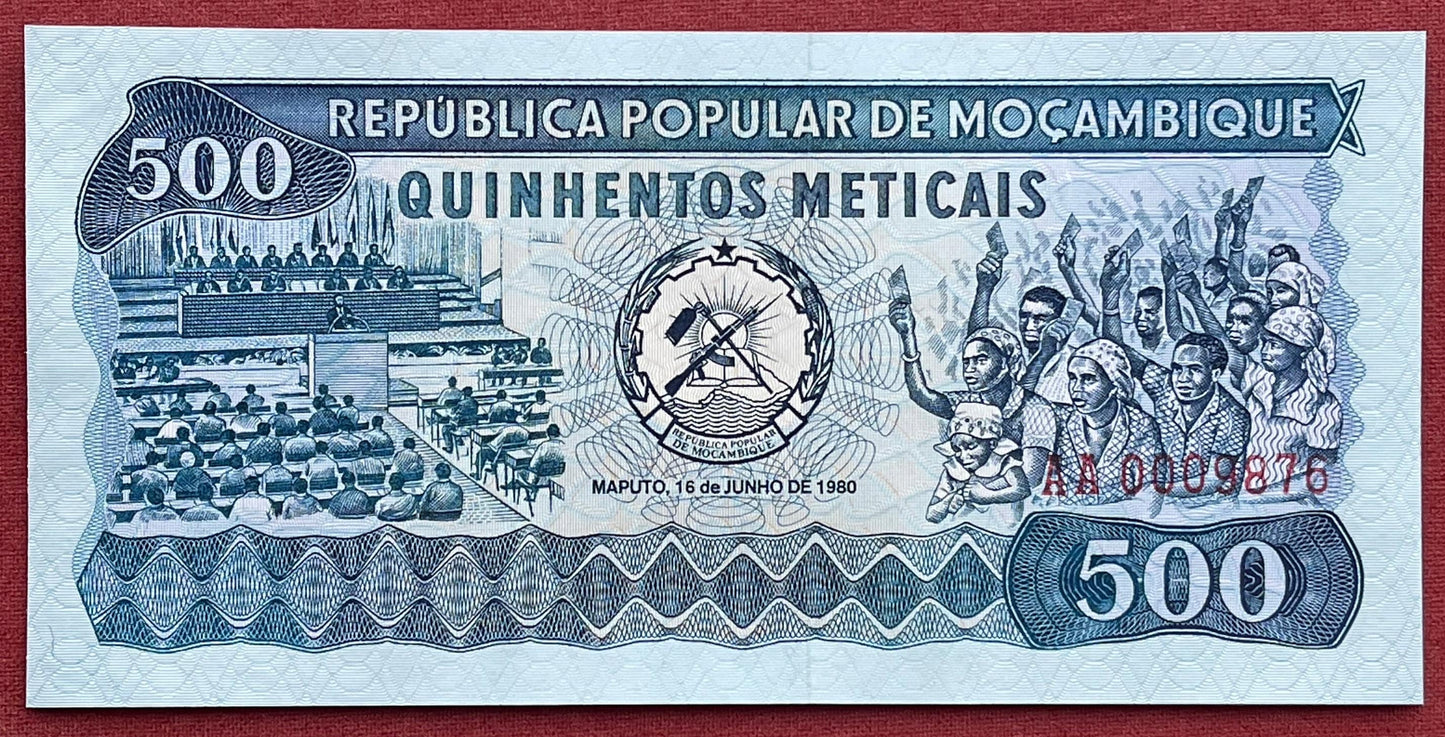 500
REPÚBLICA POPULAR DE MOÇAMBIQUE
QUINHENTOS METICAIS
REPÚBLICA POPULAR
DE MOÇAMBIQUE
MAPUTO, 16 de JUNHO DE 1980
AA 0009876
500